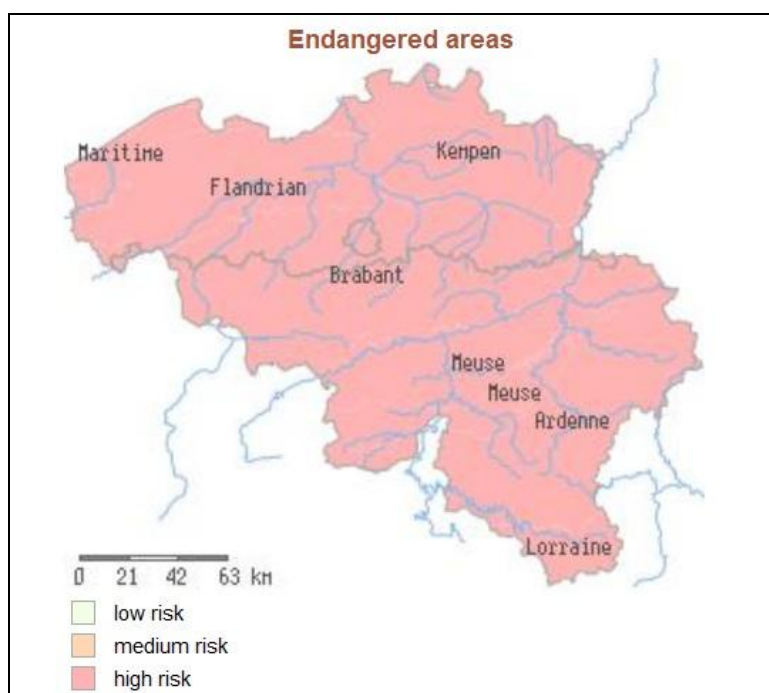 Endangered areas
Maritime
Kempen
Flandrian
Brabant
Meuse
Meuse
Ardenne
Lorraine
0 21 42 63 km
low risk
medium risk
high risk